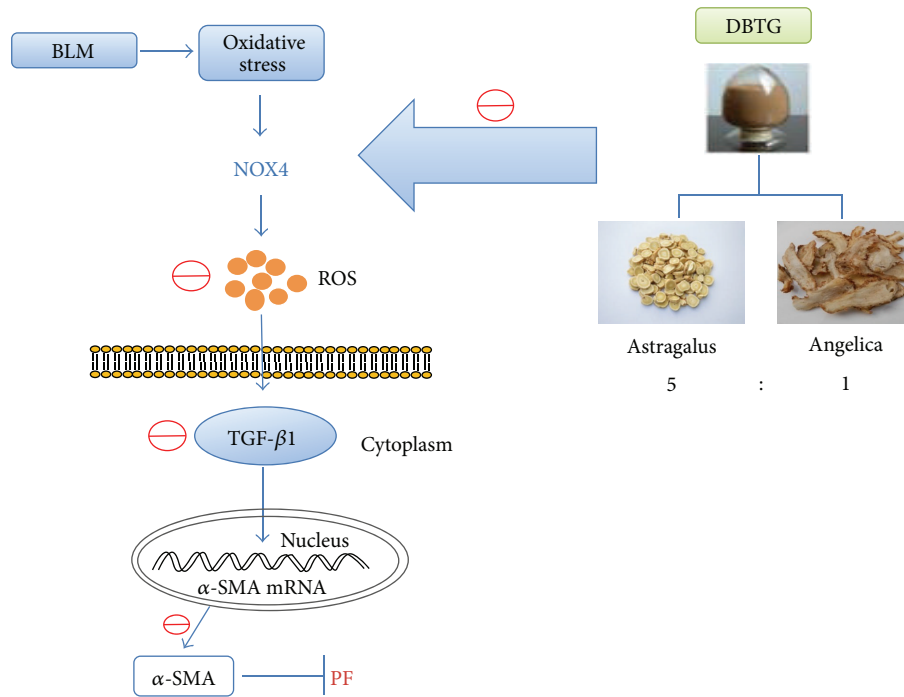 BLM
Oxidative
stress
NOX4
ROS
TGF-β1
Cytoplasm
Nucleus
α-SMA mRNA
α-SMA
PF
DBTG
Astragalus
Angelica
5 : 1